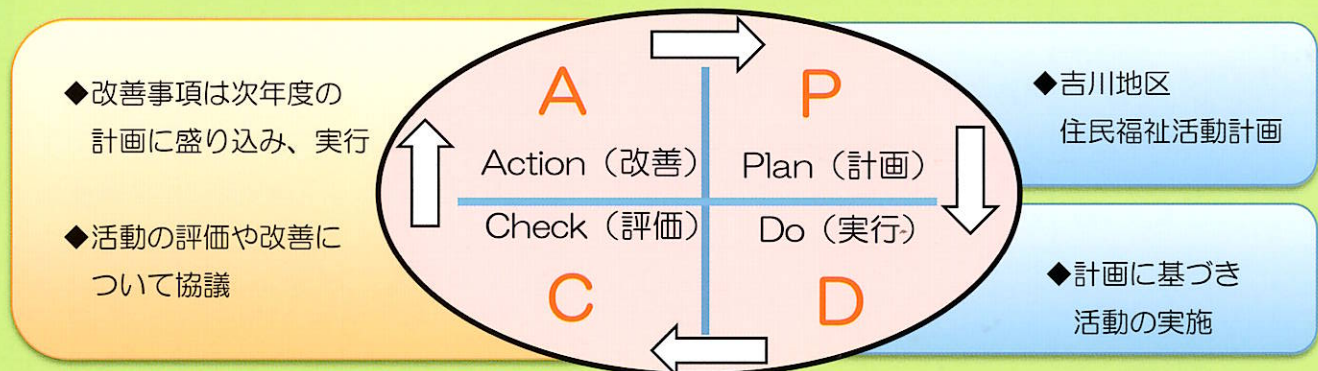 ◆改善事項は次年度の
計画に盛り込み、実行
◆活動の評価や改善に
ついて協議
A
P
Action（改善）
Plan（計画）
Check（評価）
Do（実行）
C
D
◆吉川地区
住民福祉活動計画
◆計画に基づき
活動の実施